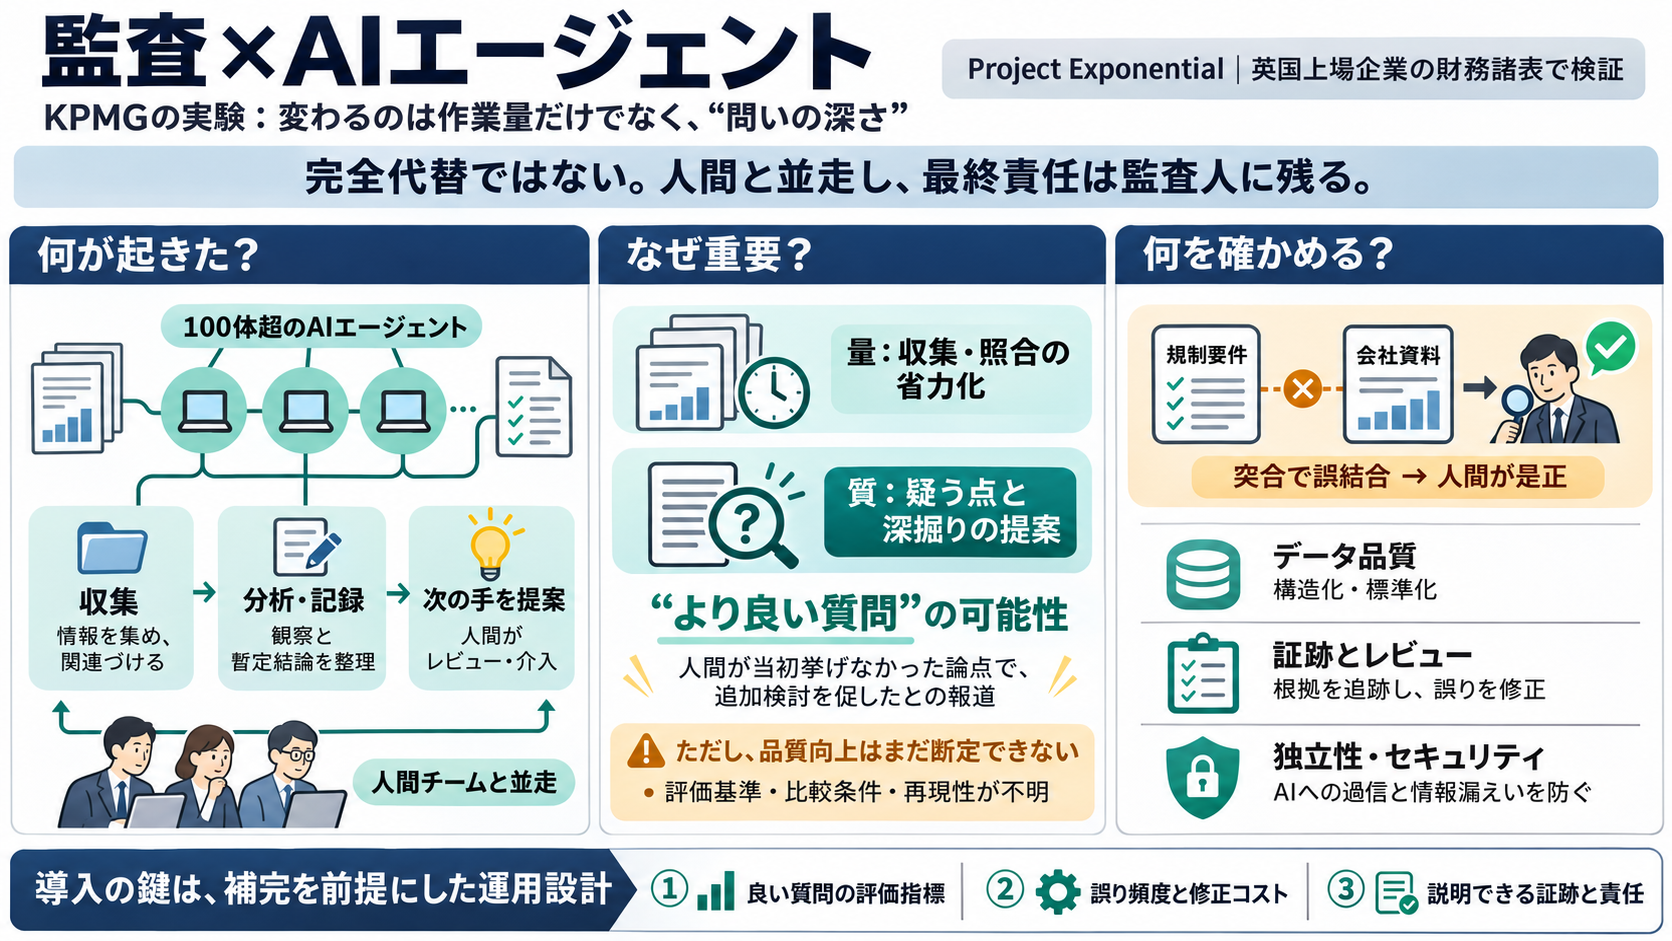 監査×AIエージェント
KPMGの実験：変わるのは作業量だけでなく、“問いの深さ”
Project Exponential｜英国上場企業の財務諸表で検証
完全代替ではない。人間と並走し、最終責任は監査人に残る。
何が起きた？
100体超のAIエージェント
収集
情報を集め、
関連づける
分析・記録
観察と
暫定結論を整理
次の手を提案
人間が
レビュー・介入
人間チームと並走
なぜ重要？
量：収集・照合の
省力化
?
質：疑う点と
深掘りの提案
“より良い質問”の可能性
人間が当初挙げなかった論点で、
追加検討を促したとの報道
! ただし、品質向上はまだ断定できない
• 評価基準・比較条件・再現性が不明
何を確かめる？
規制要件
会社資料
突合で誤結合 → 人間が是正
データ品質
構造化・標準化
証跡とレビュー
根拠を追跡し、誤りを修正
独立性・セキュリティ
AIへの過信と情報漏えいを防ぐ
導入の鍵は、補完を前提にした運用設計
① 良い質問の評価指標
② 誤り頻度と修正コスト
③ 説明できる証跡と責任